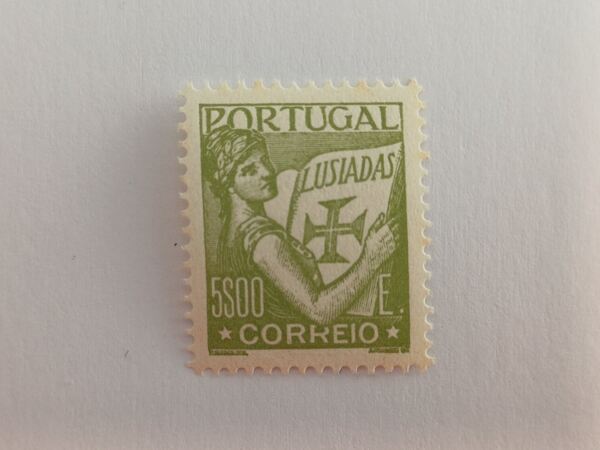 PORTUGAL
LUSIADAS
5$00 E.
★ CORREIO ★